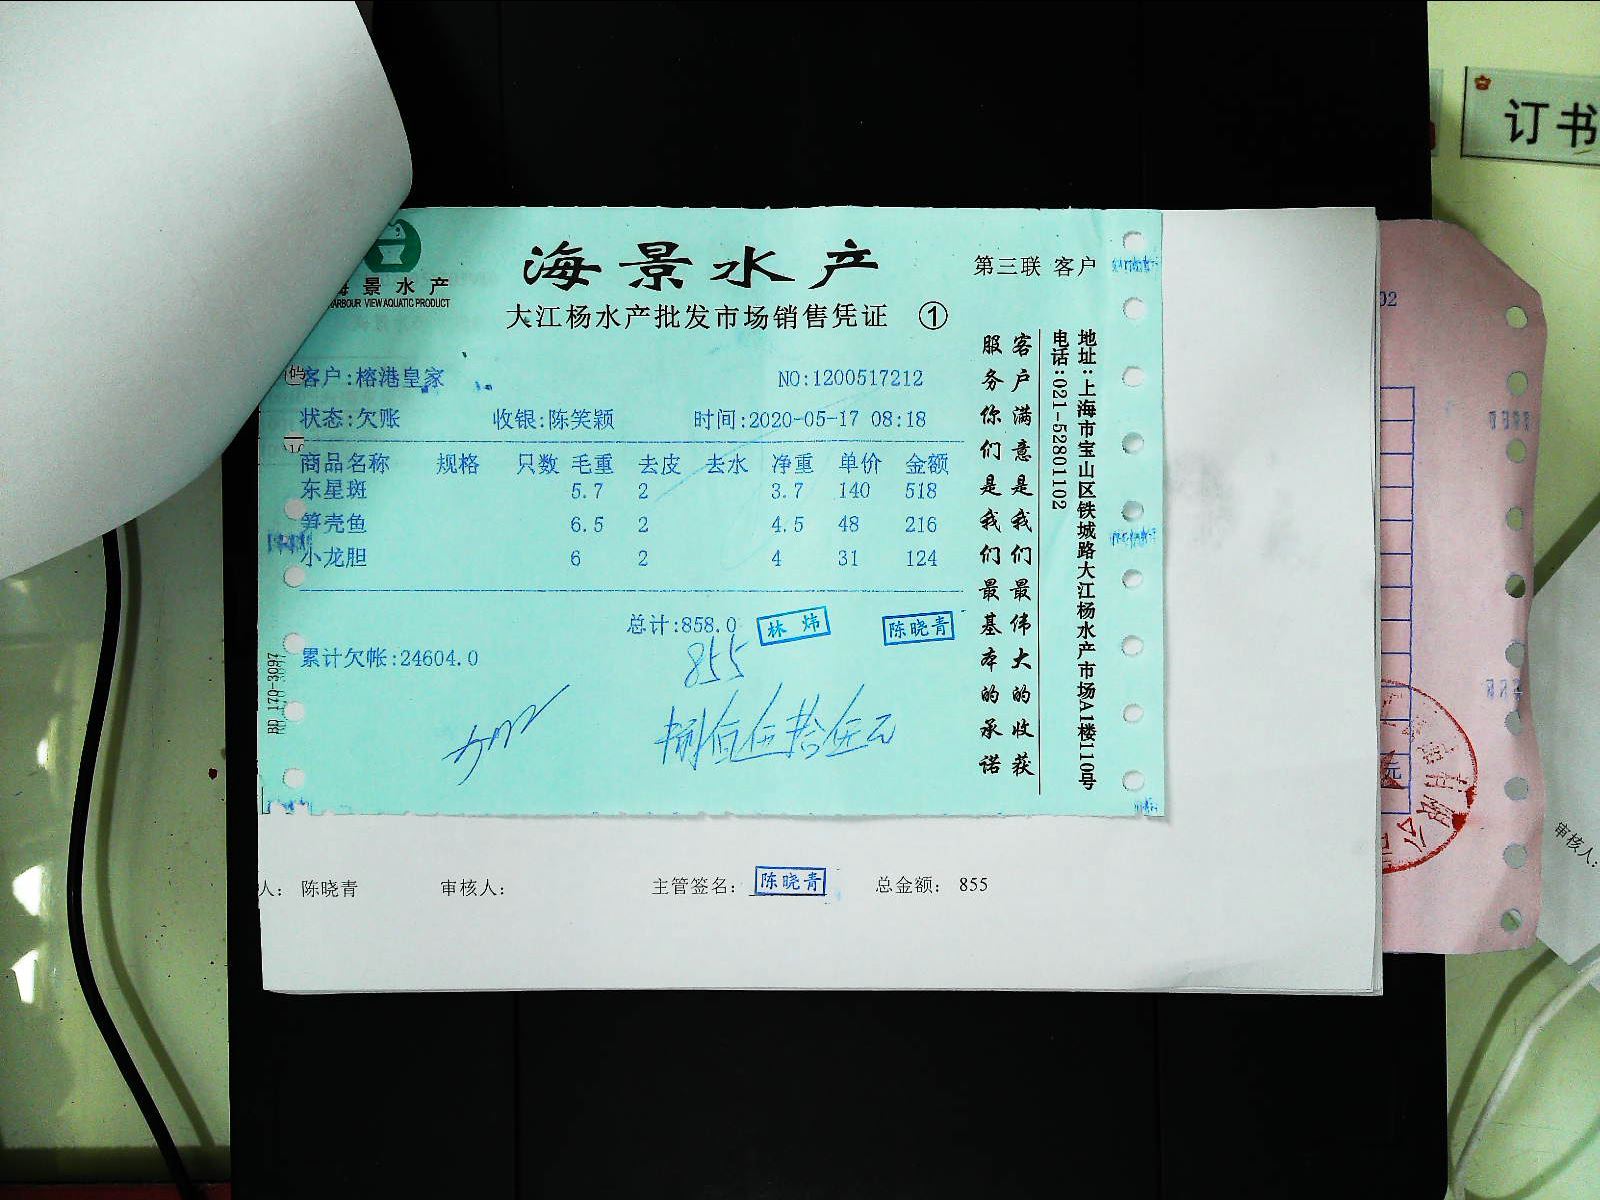 订书
海景水产
HARBOUR VIEW AQUATIC PRODUCT
海景水产
第三联 客户
大江杨水产批发市场销售凭证 ①
码
客户:榕港皇家 NO:1200517212
状态:欠账 收银:陈笑颖 时间:2020-05-17 08:18
商品名称 规格 只数 毛重 去皮 去水 净重 单价 金额
东星斑 5.7 2 3.7 140 518
笋壳鱼 6.5 2 4.5 48 216
小龙胆 6 2 4 31 124
总计:858.0 林炜 陈晓青
855
累计欠帐:24604.0
捌佰伍拾伍元
客户满意是我们最伟大的收获
服务你们是我们最基本的承诺
地址:上海市宝山区铁城路大江杨水产市场A1楼110号
电话:021-52801102
BD 170-3097
人: 陈晓青 审核人: 主管签名: 陈晓青 总金额: 855
02
元
审核人: